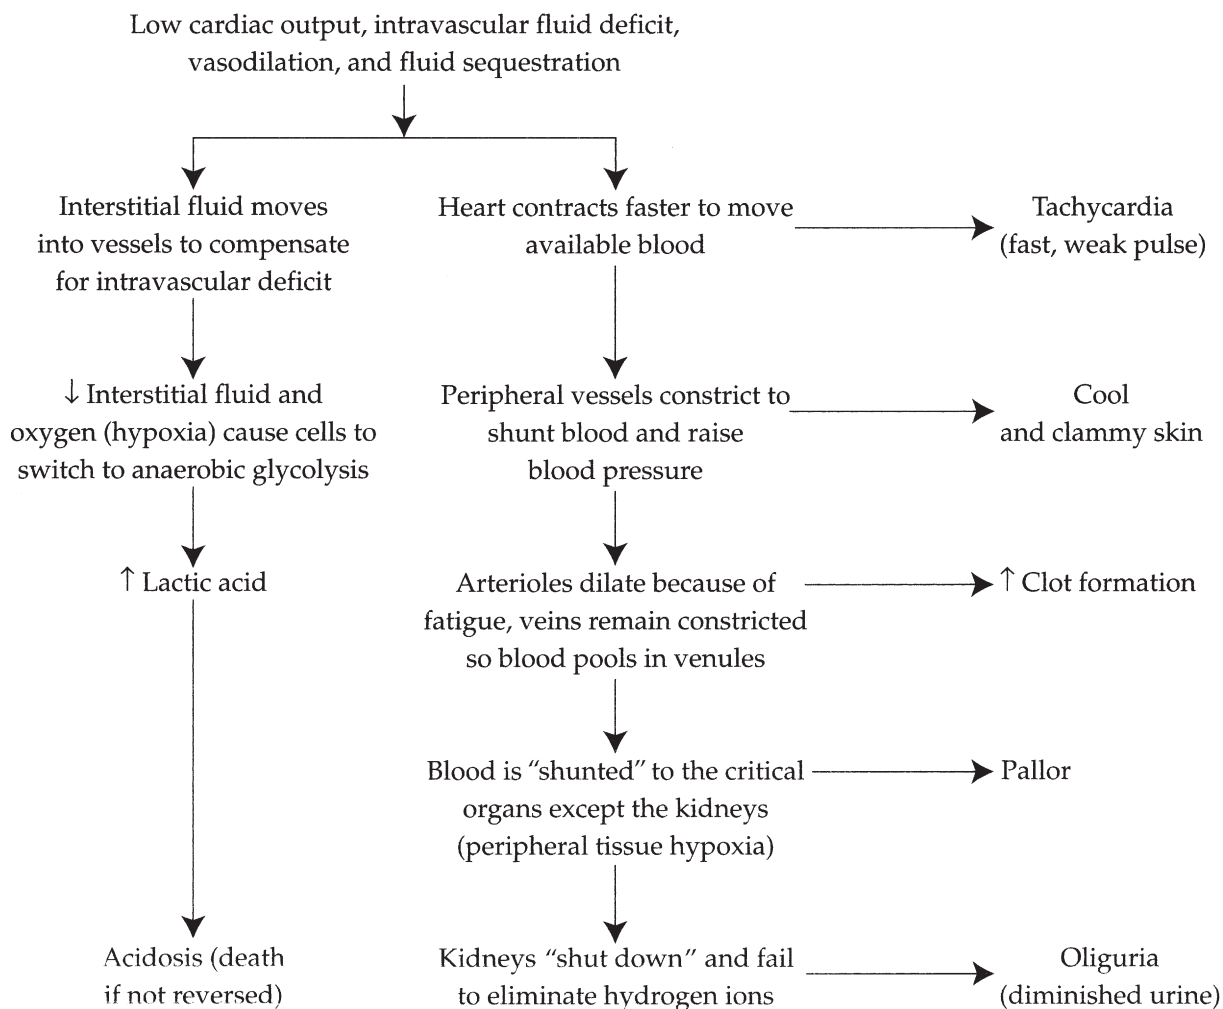 Low cardiac output, intravascular fluid deficit,
vasodilation, and fluid sequestration
Interstitial fluid moves
into vessels to compensate
for intravascular deficit
Heart contracts faster to move
available blood
Tachycardia
(fast, weak pulse)
↓ Interstitial fluid and
oxygen (hypoxia) cause cells to
switch to anaerobic glycolysis
Peripheral vessels constrict to
shunt blood and raise
blood pressure
Cool
and clammy skin
↑ Lactic acid
Arterioles dilate because of
fatigue, veins remain constricted
so blood pools in venules
↑ Clot formation
Blood is “shunted” to the critical
organs except the kidneys
(peripheral tissue hypoxia)
Pallor
Acidosis (death
if not reversed)
Kidneys “shut down” and fail
to eliminate hydrogen ions
Oliguria
(diminished urine)